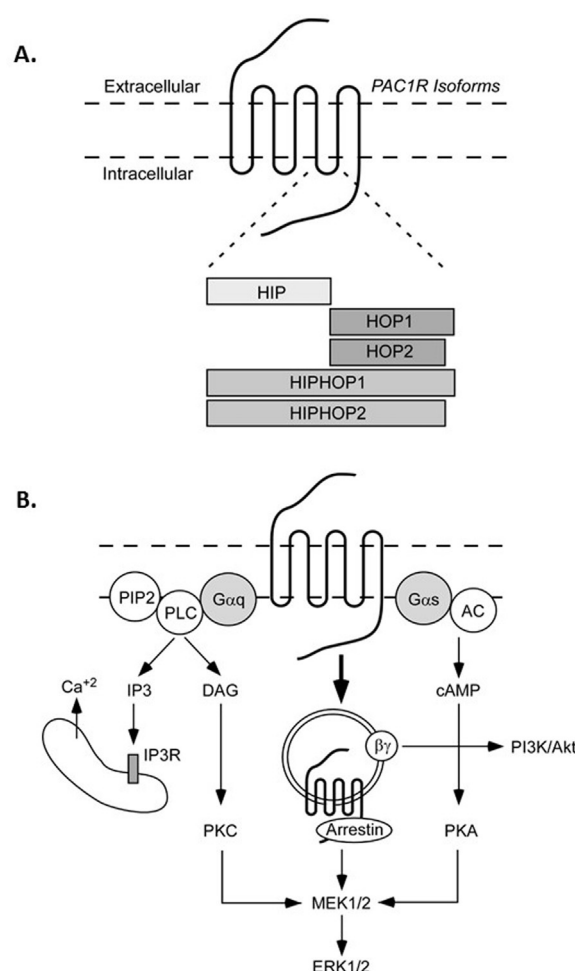 A.
Extracellular
PAC1R Isoforms
Intracellular
HIP
HOP1
HOP2
HIPHOP1
HIPHOP2
B.
PIP2
PLC
Gαq
Gαs
AC
Ca+2
IP3
DAG
cAMP
IP3R
βγ
PI3K/Akt
PKC
Arrestin
PKA
MEK1/2
ERK1/2